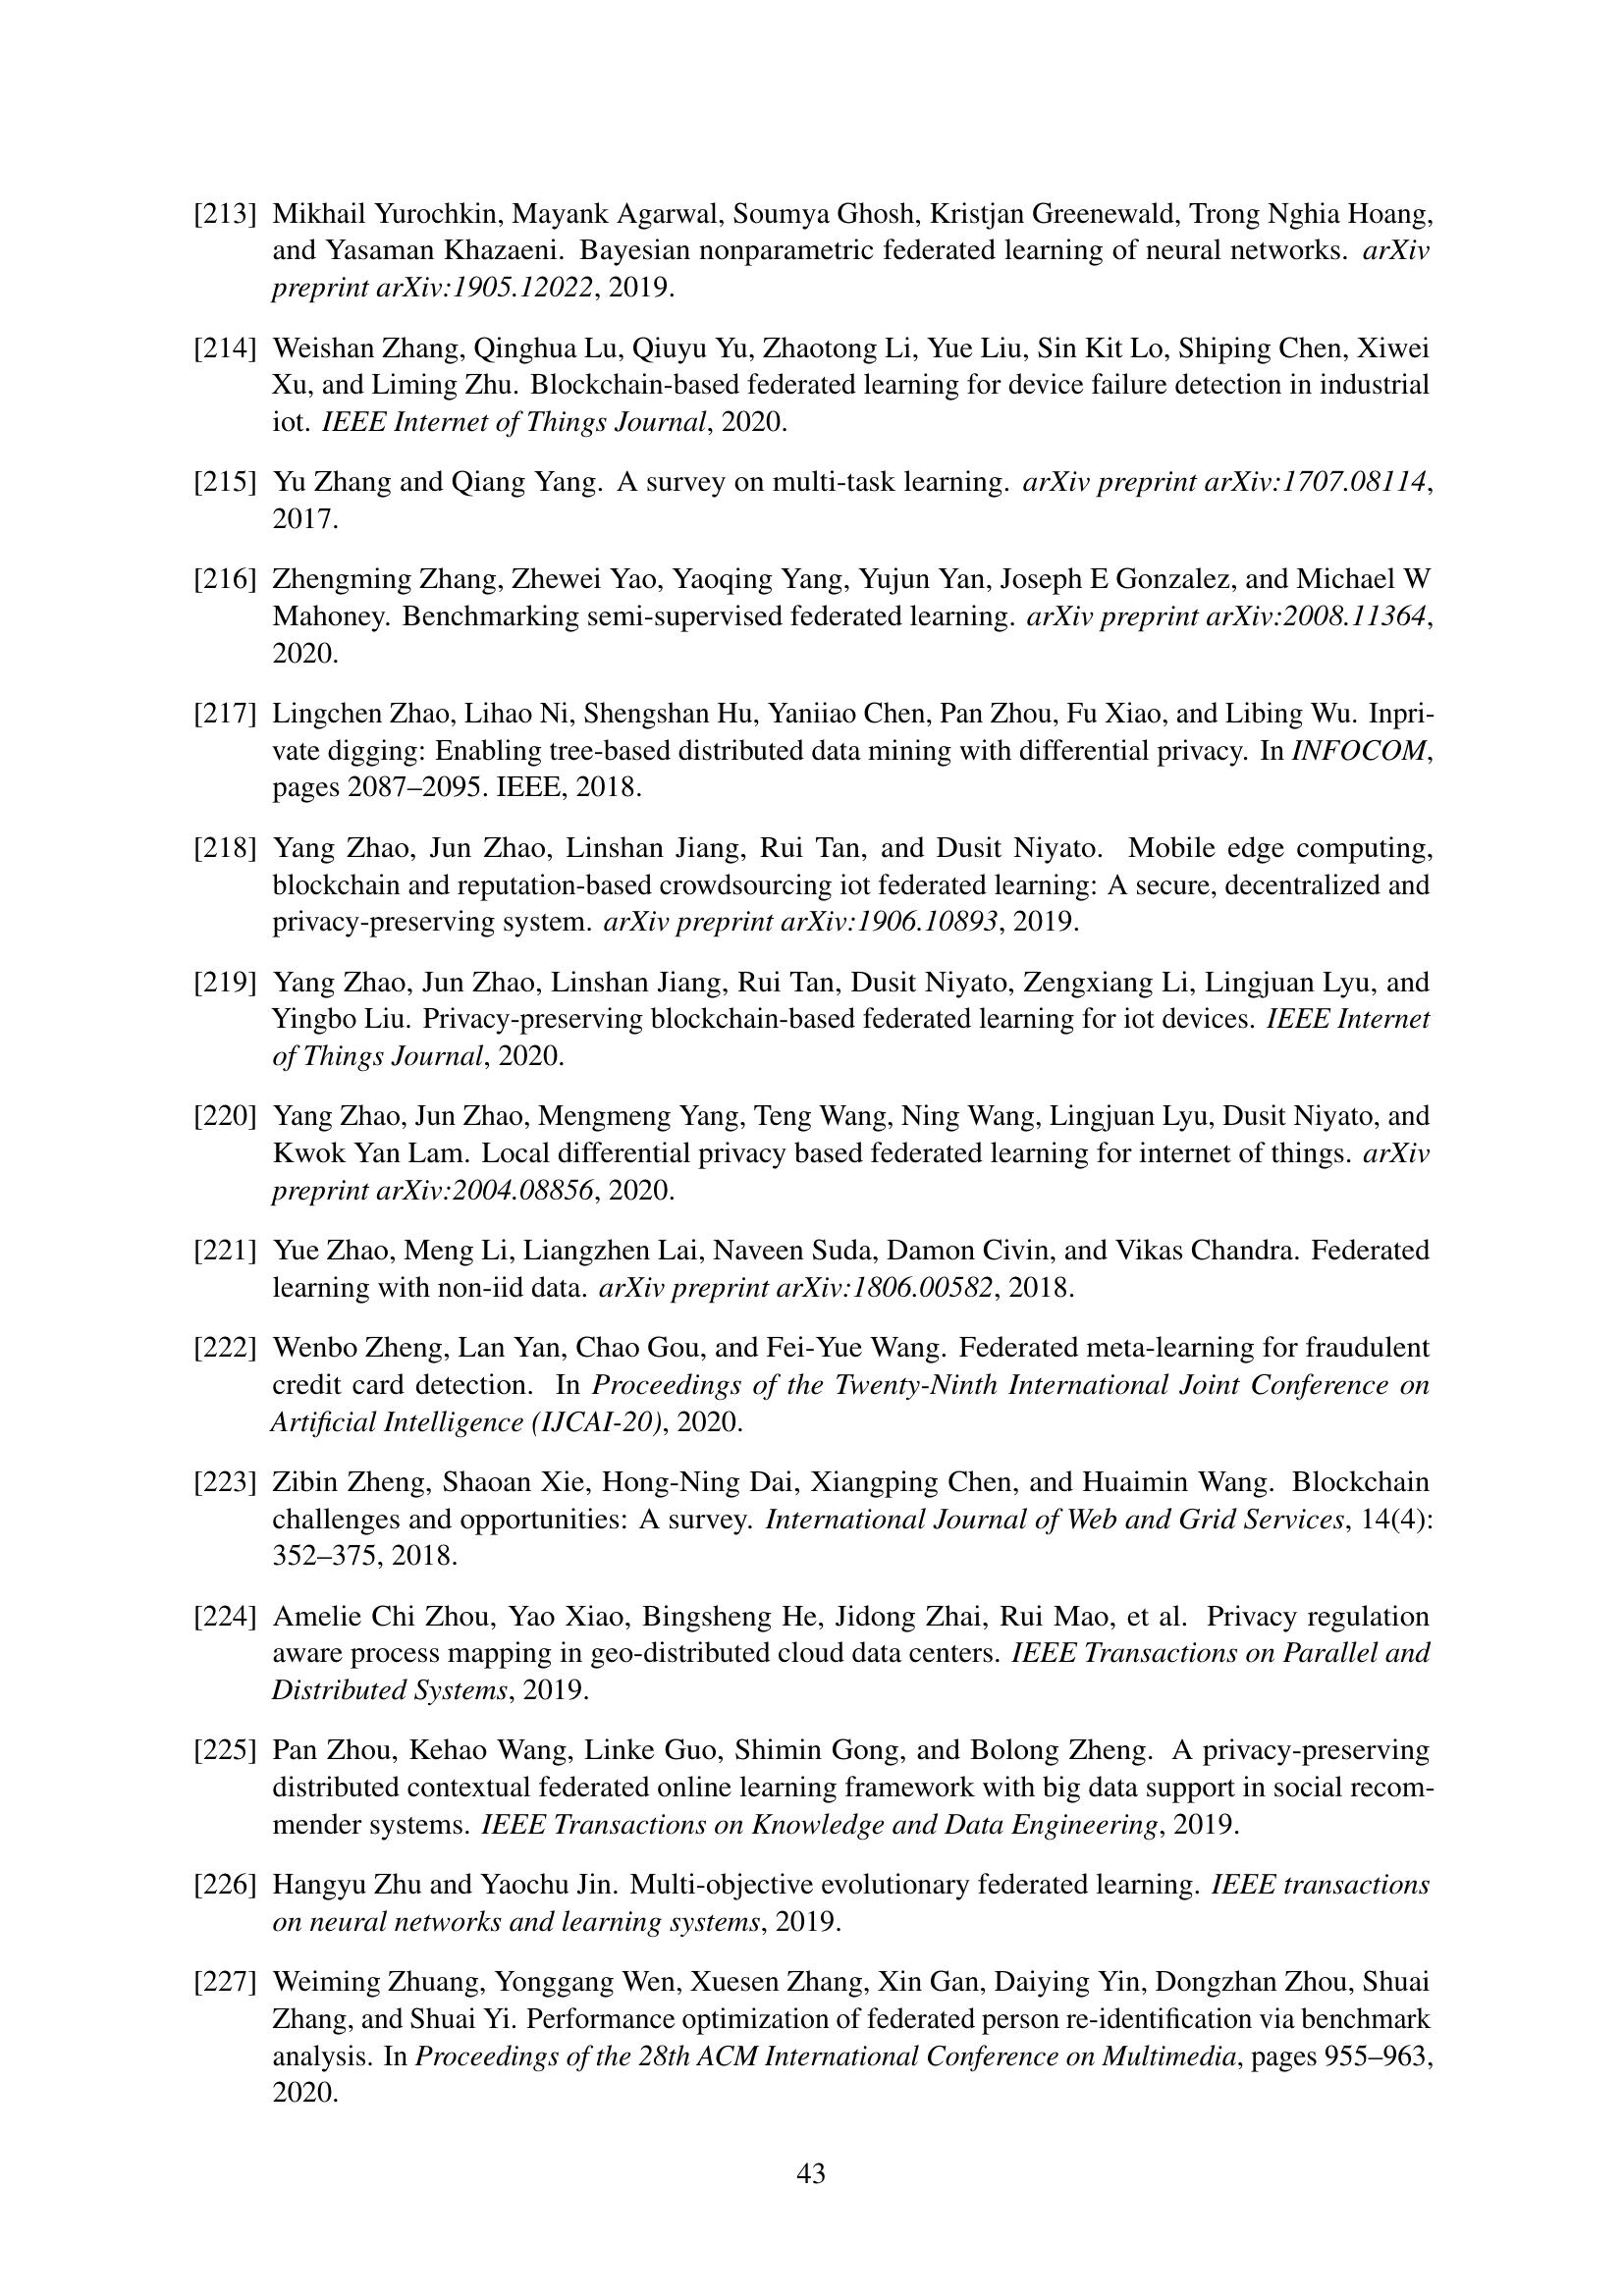 [213] Mikhail Yurochkin, Mayank Agarwal, Soumya Ghosh, Kristjan Greenewald, Trong Nghia Hoang,
and Yasaman Khazaeni. Bayesian nonparametric federated learning of neural networks. arXiv
preprint arXiv:1905.12022, 2019.
[214] Weishan Zhang, Qinghua Lu, Qiuyu Yu, Zhaotong Li, Yue Liu, Sin Kit Lo, Shiping Chen, Xiwei
Xu, and Liming Zhu. Blockchain-based federated learning for device failure detection in industrial
iot. IEEE Internet of Things Journal, 2020.
[215] Yu Zhang and Qiang Yang. A survey on multi-task learning. arXiv preprint arXiv:1707.08114,
2017.
[216] Zhengming Zhang, Zhewei Yao, Yaoqing Yang, Yujun Yan, Joseph E Gonzalez, and Michael W
Mahoney. Benchmarking semi-supervised federated learning. arXiv preprint arXiv:2008.11364,
2020.
[217] Lingchen Zhao, Lihao Ni, Shengshan Hu, Yaniiao Chen, Pan Zhou, Fu Xiao, and Libing Wu. Inpri-
vate digging: Enabling tree-based distributed data mining with differential privacy. In INFOCOM,
pages 2087–2095. IEEE, 2018.
[218] Yang Zhao, Jun Zhao, Linshan Jiang, Rui Tan, and Dusit Niyato. Mobile edge computing,
blockchain and reputation-based crowdsourcing iot federated learning: A secure, decentralized and
privacy-preserving system. arXiv preprint arXiv:1906.10893, 2019.
[219] Yang Zhao, Jun Zhao, Linshan Jiang, Rui Tan, Dusit Niyato, Zengxiang Li, Lingjuan Lyu, and
Yingbo Liu. Privacy-preserving blockchain-based federated learning for iot devices. IEEE Internet
of Things Journal, 2020.
[220] Yang Zhao, Jun Zhao, Mengmeng Yang, Teng Wang, Ning Wang, Lingjuan Lyu, Dusit Niyato, and
Kwok Yan Lam. Local differential privacy based federated learning for internet of things. arXiv
preprint arXiv:2004.08856, 2020.
[221] Yue Zhao, Meng Li, Liangzhen Lai, Naveen Suda, Damon Civin, and Vikas Chandra. Federated
learning with non-iid data. arXiv preprint arXiv:1806.00582, 2018.
[222] Wenbo Zheng, Lan Yan, Chao Gou, and Fei-Yue Wang. Federated meta-learning for fraudulent
credit card detection. In Proceedings of the Twenty-Ninth International Joint Conference on
Artificial Intelligence (IJCAI-20), 2020.
[223] Zibin Zheng, Shaoan Xie, Hong-Ning Dai, Xiangping Chen, and Huaimin Wang. Blockchain
challenges and opportunities: A survey. International Journal of Web and Grid Services, 14(4):
352–375, 2018.
[224] Amelie Chi Zhou, Yao Xiao, Bingsheng He, Jidong Zhai, Rui Mao, et al. Privacy regulation
aware process mapping in geo-distributed cloud data centers. IEEE Transactions on Parallel and
Distributed Systems, 2019.
[225] Pan Zhou, Kehao Wang, Linke Guo, Shimin Gong, and Bolong Zheng. A privacy-preserving
distributed contextual federated online learning framework with big data support in social recom-
mender systems. IEEE Transactions on Knowledge and Data Engineering, 2019.
[226] Hangyu Zhu and Yaochu Jin. Multi-objective evolutionary federated learning. IEEE transactions
on neural networks and learning systems, 2019.
[227] Weiming Zhuang, Yonggang Wen, Xuesen Zhang, Xin Gan, Daiying Yin, Dongzhan Zhou, Shuai
Zhang, and Shuai Yi. Performance optimization of federated person re-identification via benchmark
analysis. In Proceedings of the 28th ACM International Conference on Multimedia, pages 955–963,
2020.
43